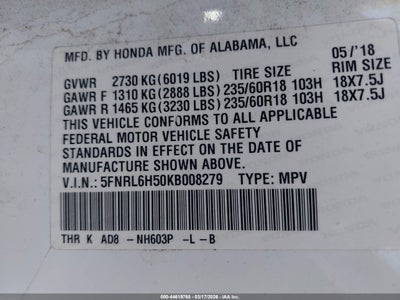 MFD. BY HONDA MFG. OF ALABAMA, LLC
05/'18
GVWR 2730 KG(6019 LBS) TIRE SIZE RIM SIZE
GAWR F 1310 KG(2888 LBS)235/60R18 103H 18X7.5J
GAWR R 1465 KG(3230 LBS)235/60R18 103H 18X7.5J
THIS VEHICLE CONFORMS TO ALL APPLICABLE
FEDERAL MOTOR VEHICLE SAFETY
STANDARDS IN EFFECT ON THE DATE OF
MANUFACTURE SHOWN ABOVE.
V.I.N.: 5FNRL6H50KB008279 TYPE: MPV
THR K AD8 -NH603P -L-B
000-44618768 - 03/17/2026 - IAA, Inc.